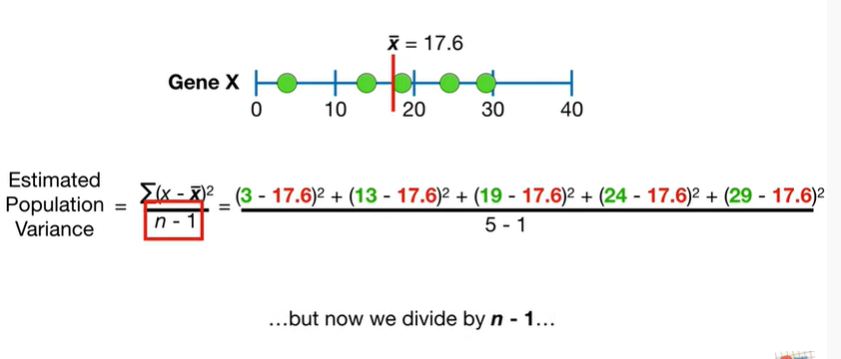 x̄ = 17.6
Gene X
0 10 20 30 40
Estimated
Population
Variance
= ∑(x - x̄)² / n - 1 = (3 - 17.6)² + (13 - 17.6)² + (19 - 17.6)² + (24 - 17.6)² + (29 - 17.6)² / 5 - 1
...but now we divide by n - 1...